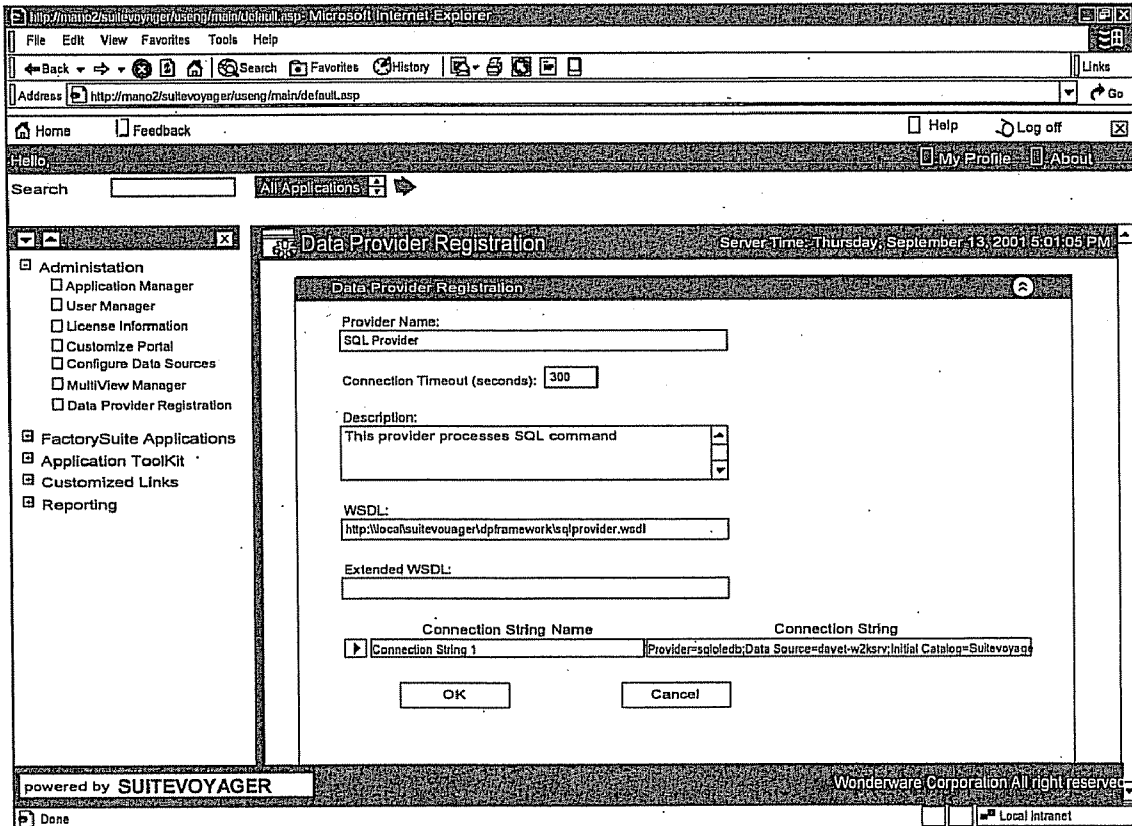 http://mano2/suitevoyager/useng/main/default.asp- Microsoft Internet Explorer
File Edit View Favorites Tools Help
Back Search Favorites History Links
Address http://mano2/suitevoyager/useng/main/default.asp Go
Home Feedback Help Log off
Hello, My Profile About
Search All Applications
Data Provider Registration Server Time: Thursday, September 13, 2001 5:01:05 PM
Administation
Application Manager
User Manager
License Information
Customize Portal
Configure Data Sources
MultiView Manager
Data Provider Registration
FactorySuite Applications
Application ToolKit
Customized Links
Reporting
Data Provider Registration
Provider Name:
SQL Provider
Connection Timeout (seconds): 300
Description:
This provider processes SQL command
WSDL:
http:\\local\suitevouager\dpframework\sqlprovider.wsdl
Extended WSDL:
Connection String Name Connection String
Connection String 1 Provider=sqloledb;Data Source=davet-w2ksrv;Initial Catalog=Suitevoyage
OK Cancel
powered by SUITEVOYAGER Wonderware Corporation All right reserved
Done Local intranet